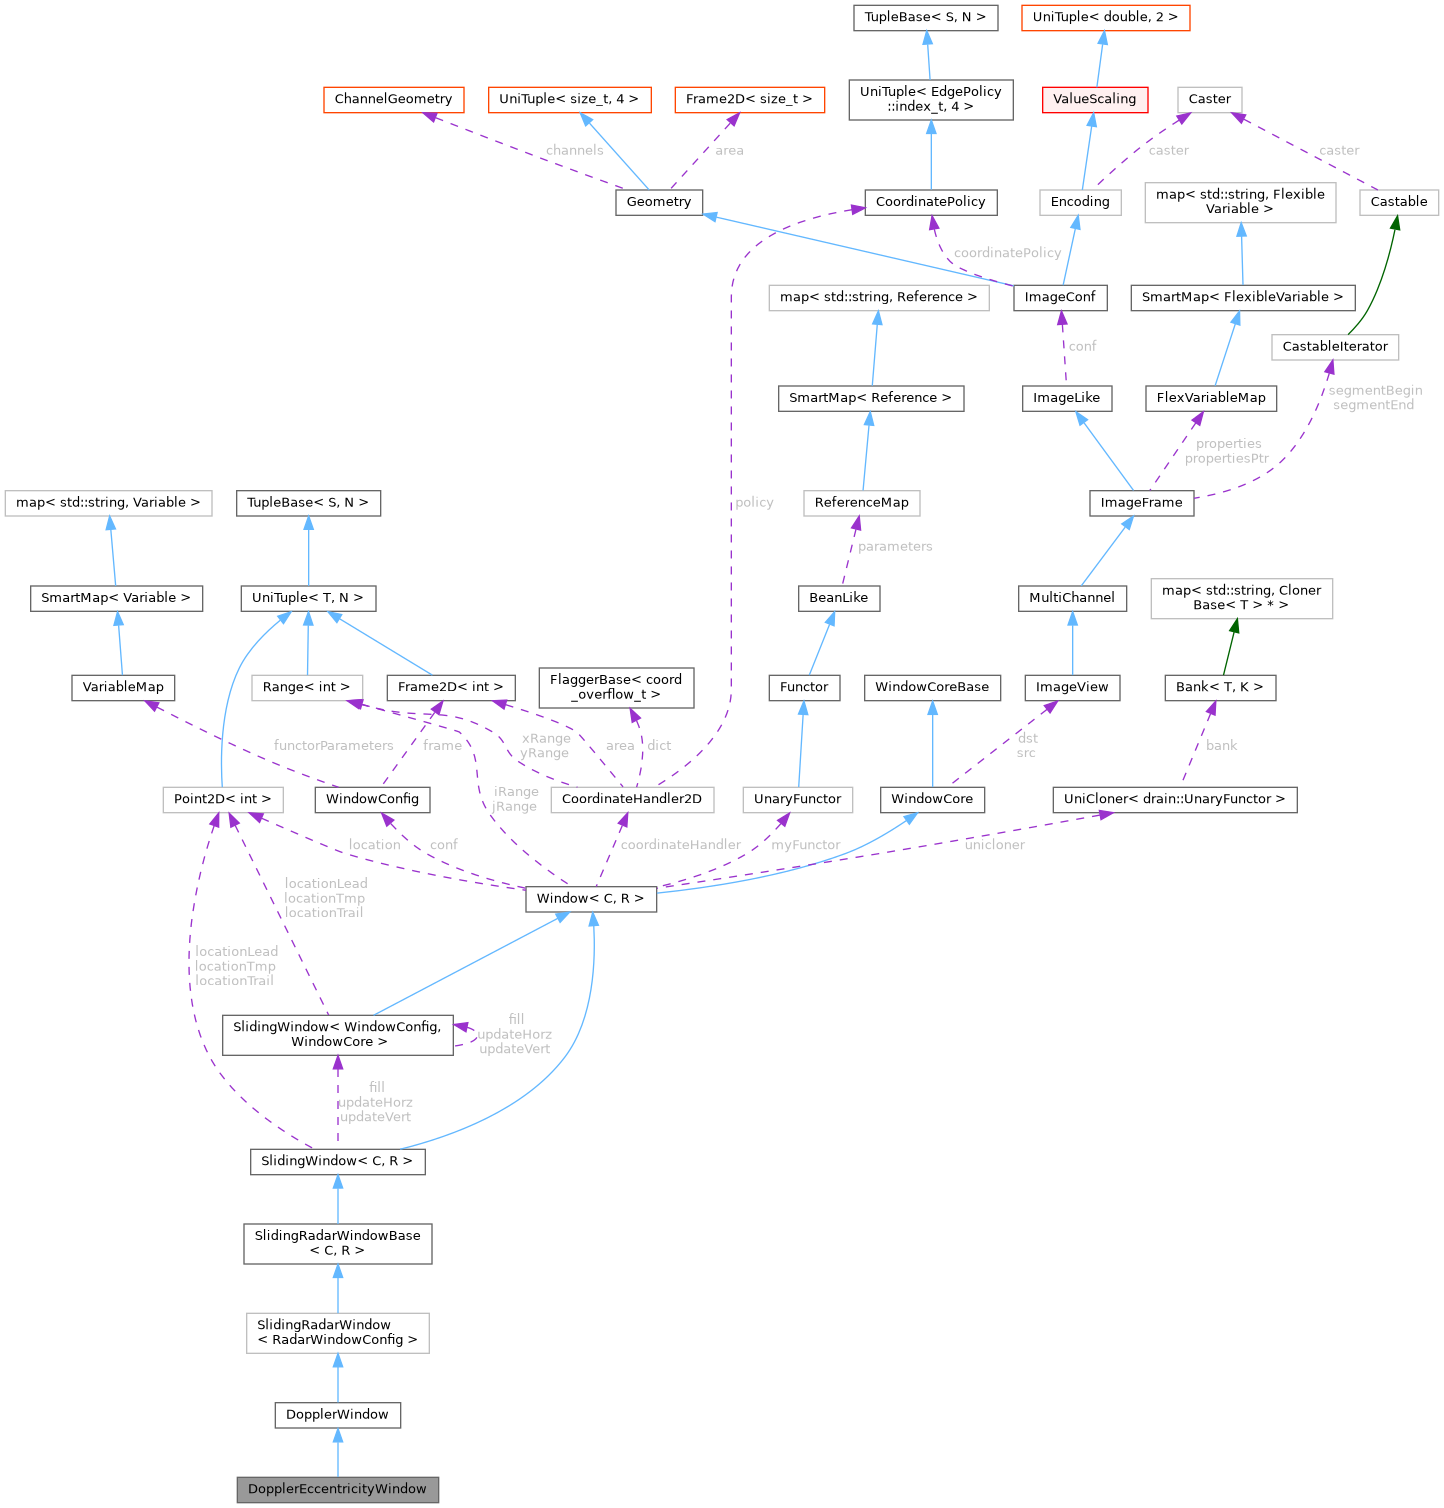 TupleBase< S, N >
UniTuple< double, 2 >
ChannelGeometry
UniTuple< size_t, 4 >
Frame2D< size_t >
UniTuple< EdgePolicy
::index_t, 4 >
ValueScaling
Caster
channels
area
caster
caster
Geometry
CoordinatePolicy
Encoding
map< std::string, Flexible
Variable >
Castable
coordinatePolicy
map< std::string, Reference >
ImageConf
SmartMap< FlexibleVariable >
conf
CastableIterator
SmartMap< Reference >
ImageLike
FlexVariableMap
segmentBegin
segmentEnd
properties
propertiesPtr
map< std::string, Variable >
TupleBase< S, N >
policy
ReferenceMap
ImageFrame
parameters
SmartMap< Variable >
UniTuple< T, N >
BeanLike
MultiChannel
map< std::string, Cloner
Base< T > * >
VariableMap
Range< int >
Frame2D< int >
FlaggerBase< coord
_overflow_t >
Functor
WindowCoreBase
ImageView
Bank< T, K >
functorParameters
frame
xRange
yRange
area
dict
dst
src
bank
Point2D< int >
WindowConfig
iRange
jRange
CoordinateHandler2D
UnaryFunctor
WindowCore
UniCloner< drain::UnaryFunctor >
location
conf
coordinateHandler
myFunctor
unicloner
locationLead
locationTmp
locationTrail
Window< C, R >
locationLead
locationTmp
locationTrail
SlidingWindow< WindowConfig,
WindowCore >
fill
updateHorz
updateVert
fill
updateHorz
updateVert
SlidingWindow< C, R >
SlidingRadarWindowBase
< C, R >
SlidingRadarWindow
< RadarWindowConfig >
DopplerWindow
DopplerEccentricityWindow